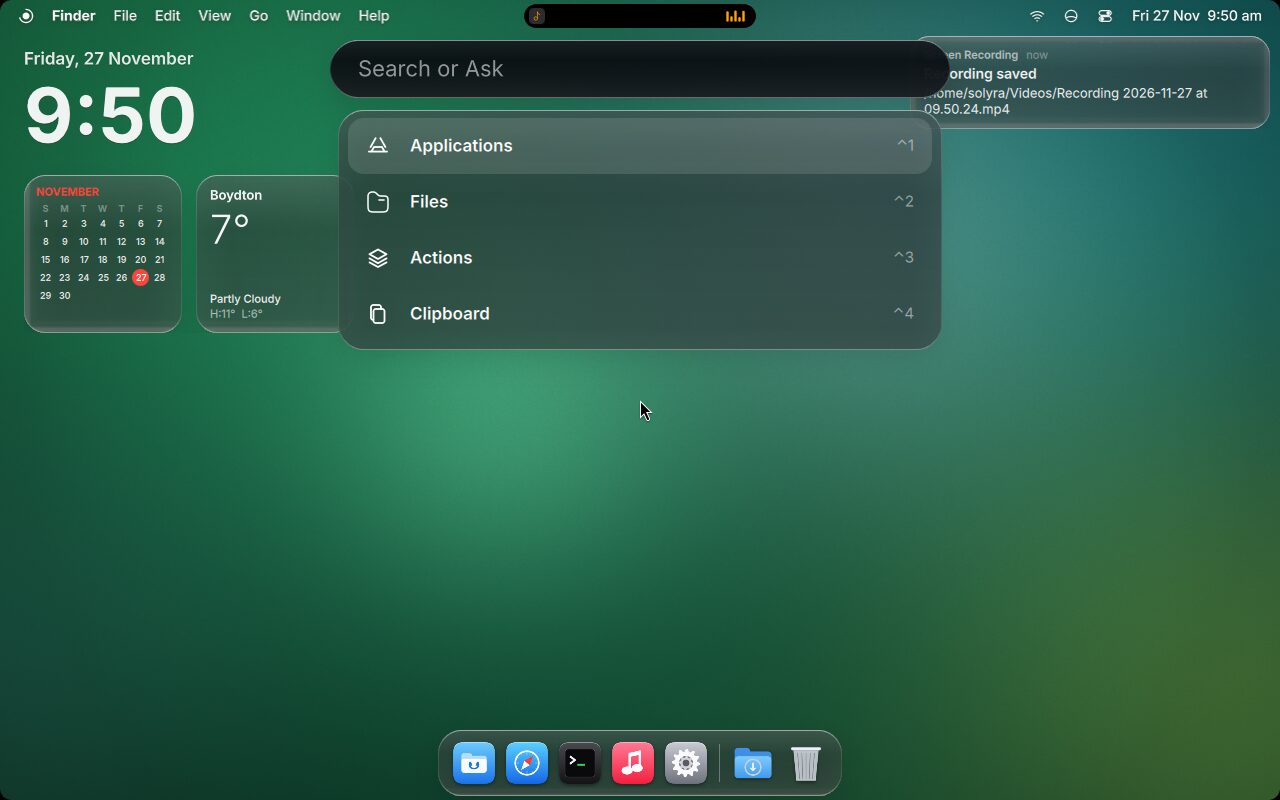 Finder File Edit View Go Window Help
Fri 27 Nov 9:50 am
Friday, 27 November
9:50
Search or Ask
Applications ^1
Files ^2
Actions ^3
Clipboard ^4
Recording now
Recording saved
/home/solyra/Videos/Recording 2026-11-27 at
09.50.24.mp4
NOVEMBER
S M T W T F S
1 2 3 4 5 6 7
8 9 10 11 12 13 14
15 16 17 18 19 20 21
22 23 24 25 26 27 28
29 30
Boydton
7°
Partly Cloudy
H:11° L:6°